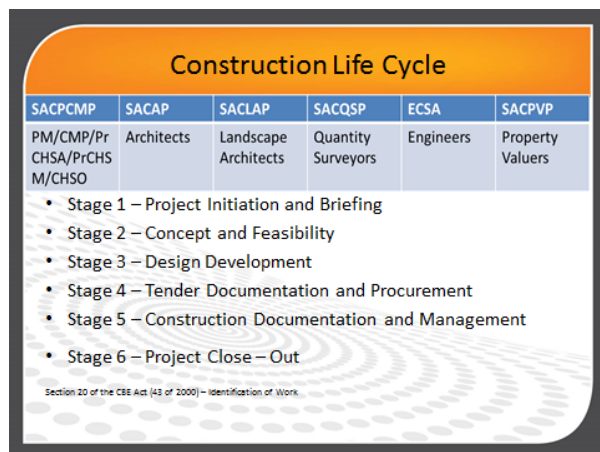 Construction Life Cycle
SACPCMP SACAP SACLAP SACQSP ECSA SACPVP
PM/CMP/Pr Architects Landscape Quantity Engineers Property
CHSA/PrCHS Architects Surveyors Valuers
M/CHSO
• Stage 1 – Project Initiation and Briefing
• Stage 2 – Concept and Feasibility
• Stage 3 – Design Development
• Stage 4 – Tender Documentation and Procurement
• Stage 5 – Construction Documentation and Management
• Stage 6 – Project Close – Out
Section 20 of the CBE Act (43 of 2000) – Identification of Work